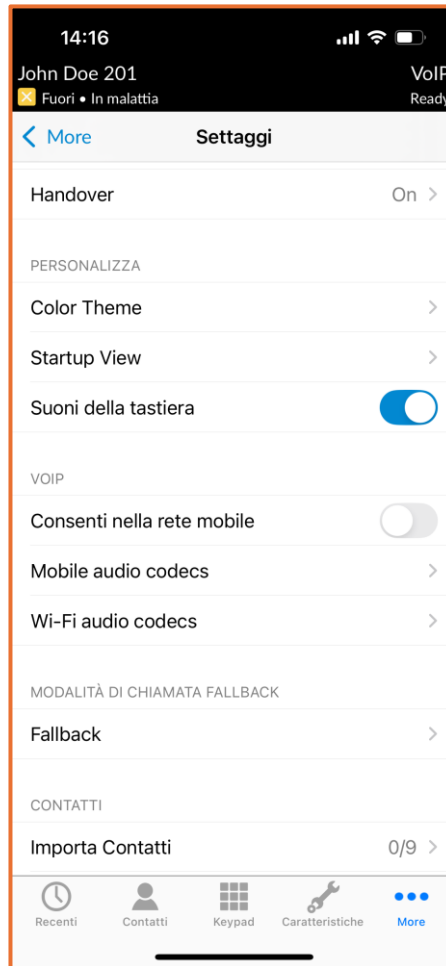 14:16
John Doe 201 VoIP
Fuori • In malattia Ready
More Settaggi
Handover On
PERSONALIZZA
Color Theme
Startup View
Suoni della tastiera
VOIP
Consenti nella rete mobile
Mobile audio codecs
Wi-Fi audio codecs
MODALITÀ DI CHIAMATA FALLBACK
Fallback
CONTATTI
Importa Contatti 0/9
Recenti Contatti Keypad Caratteristiche More